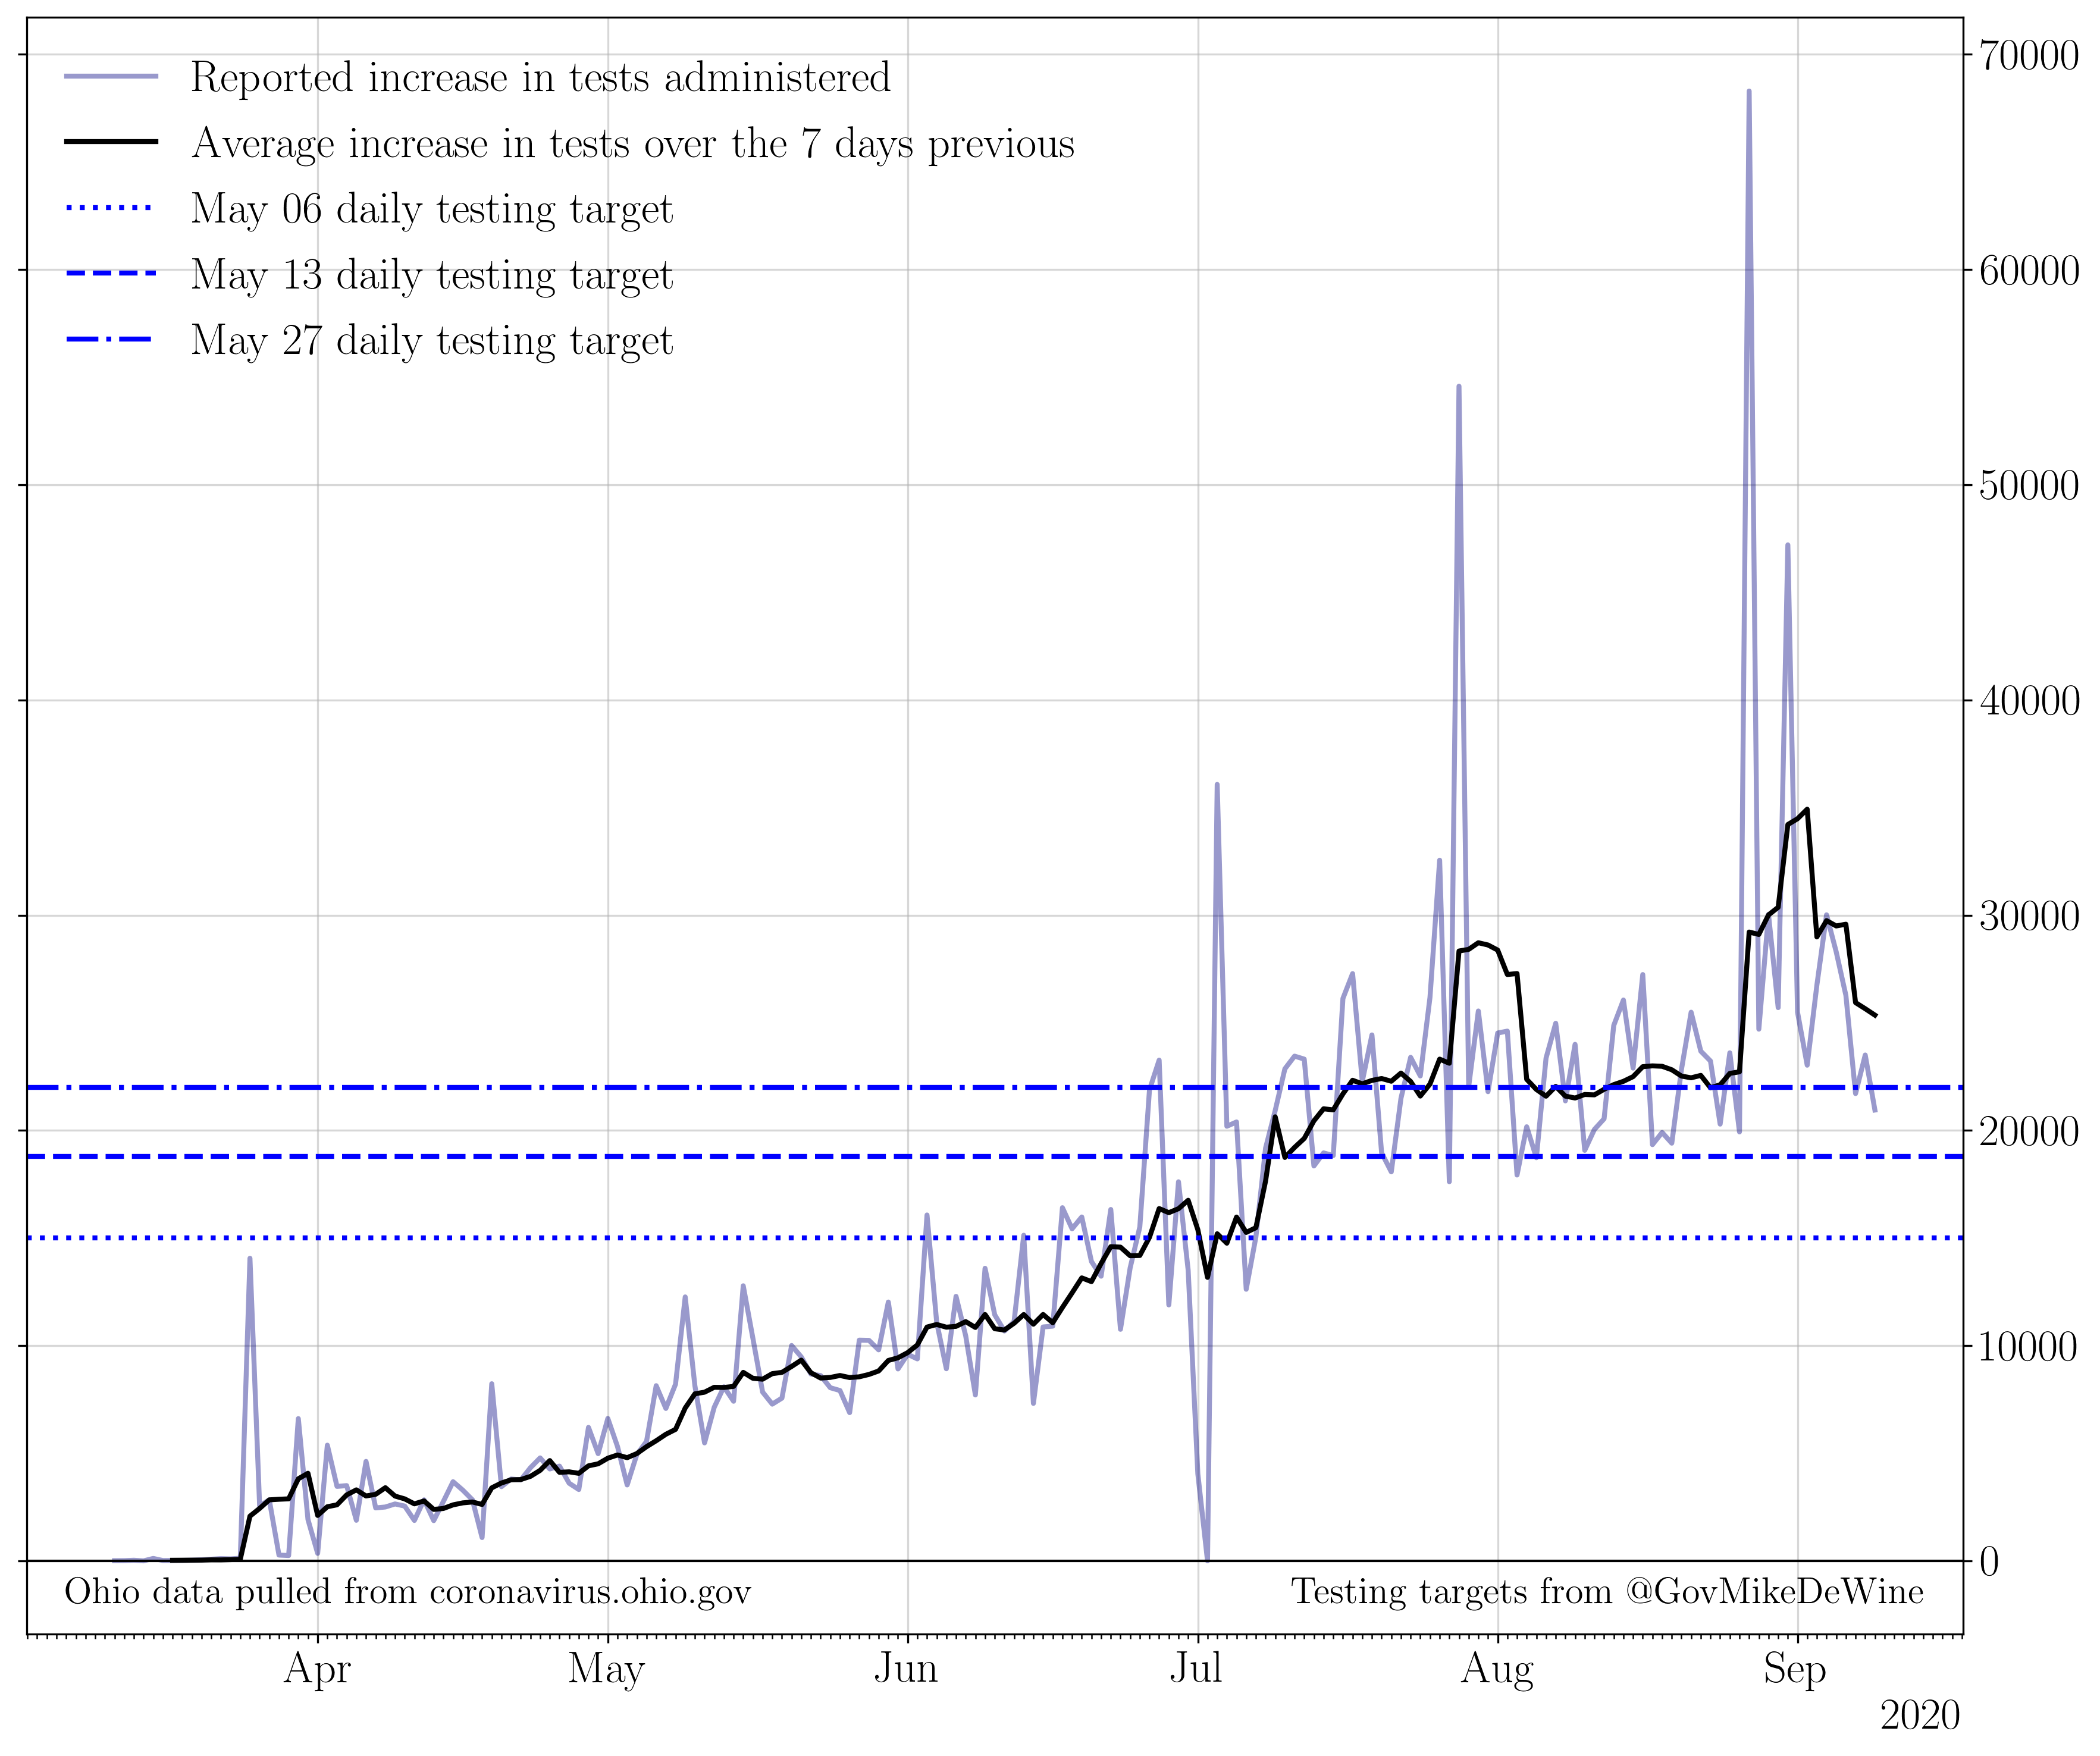 Reported increase in tests administered
Average increase in tests over the 7 days previous
May 06 daily testing target
May 13 daily testing target
May 27 daily testing target
70000
60000
50000
40000
30000
20000
10000
0
Ohio data pulled from coronavirus.ohio.gov
Testing targets from @GovMikeDeWine
Apr May Jun Jul Aug Sep
2020